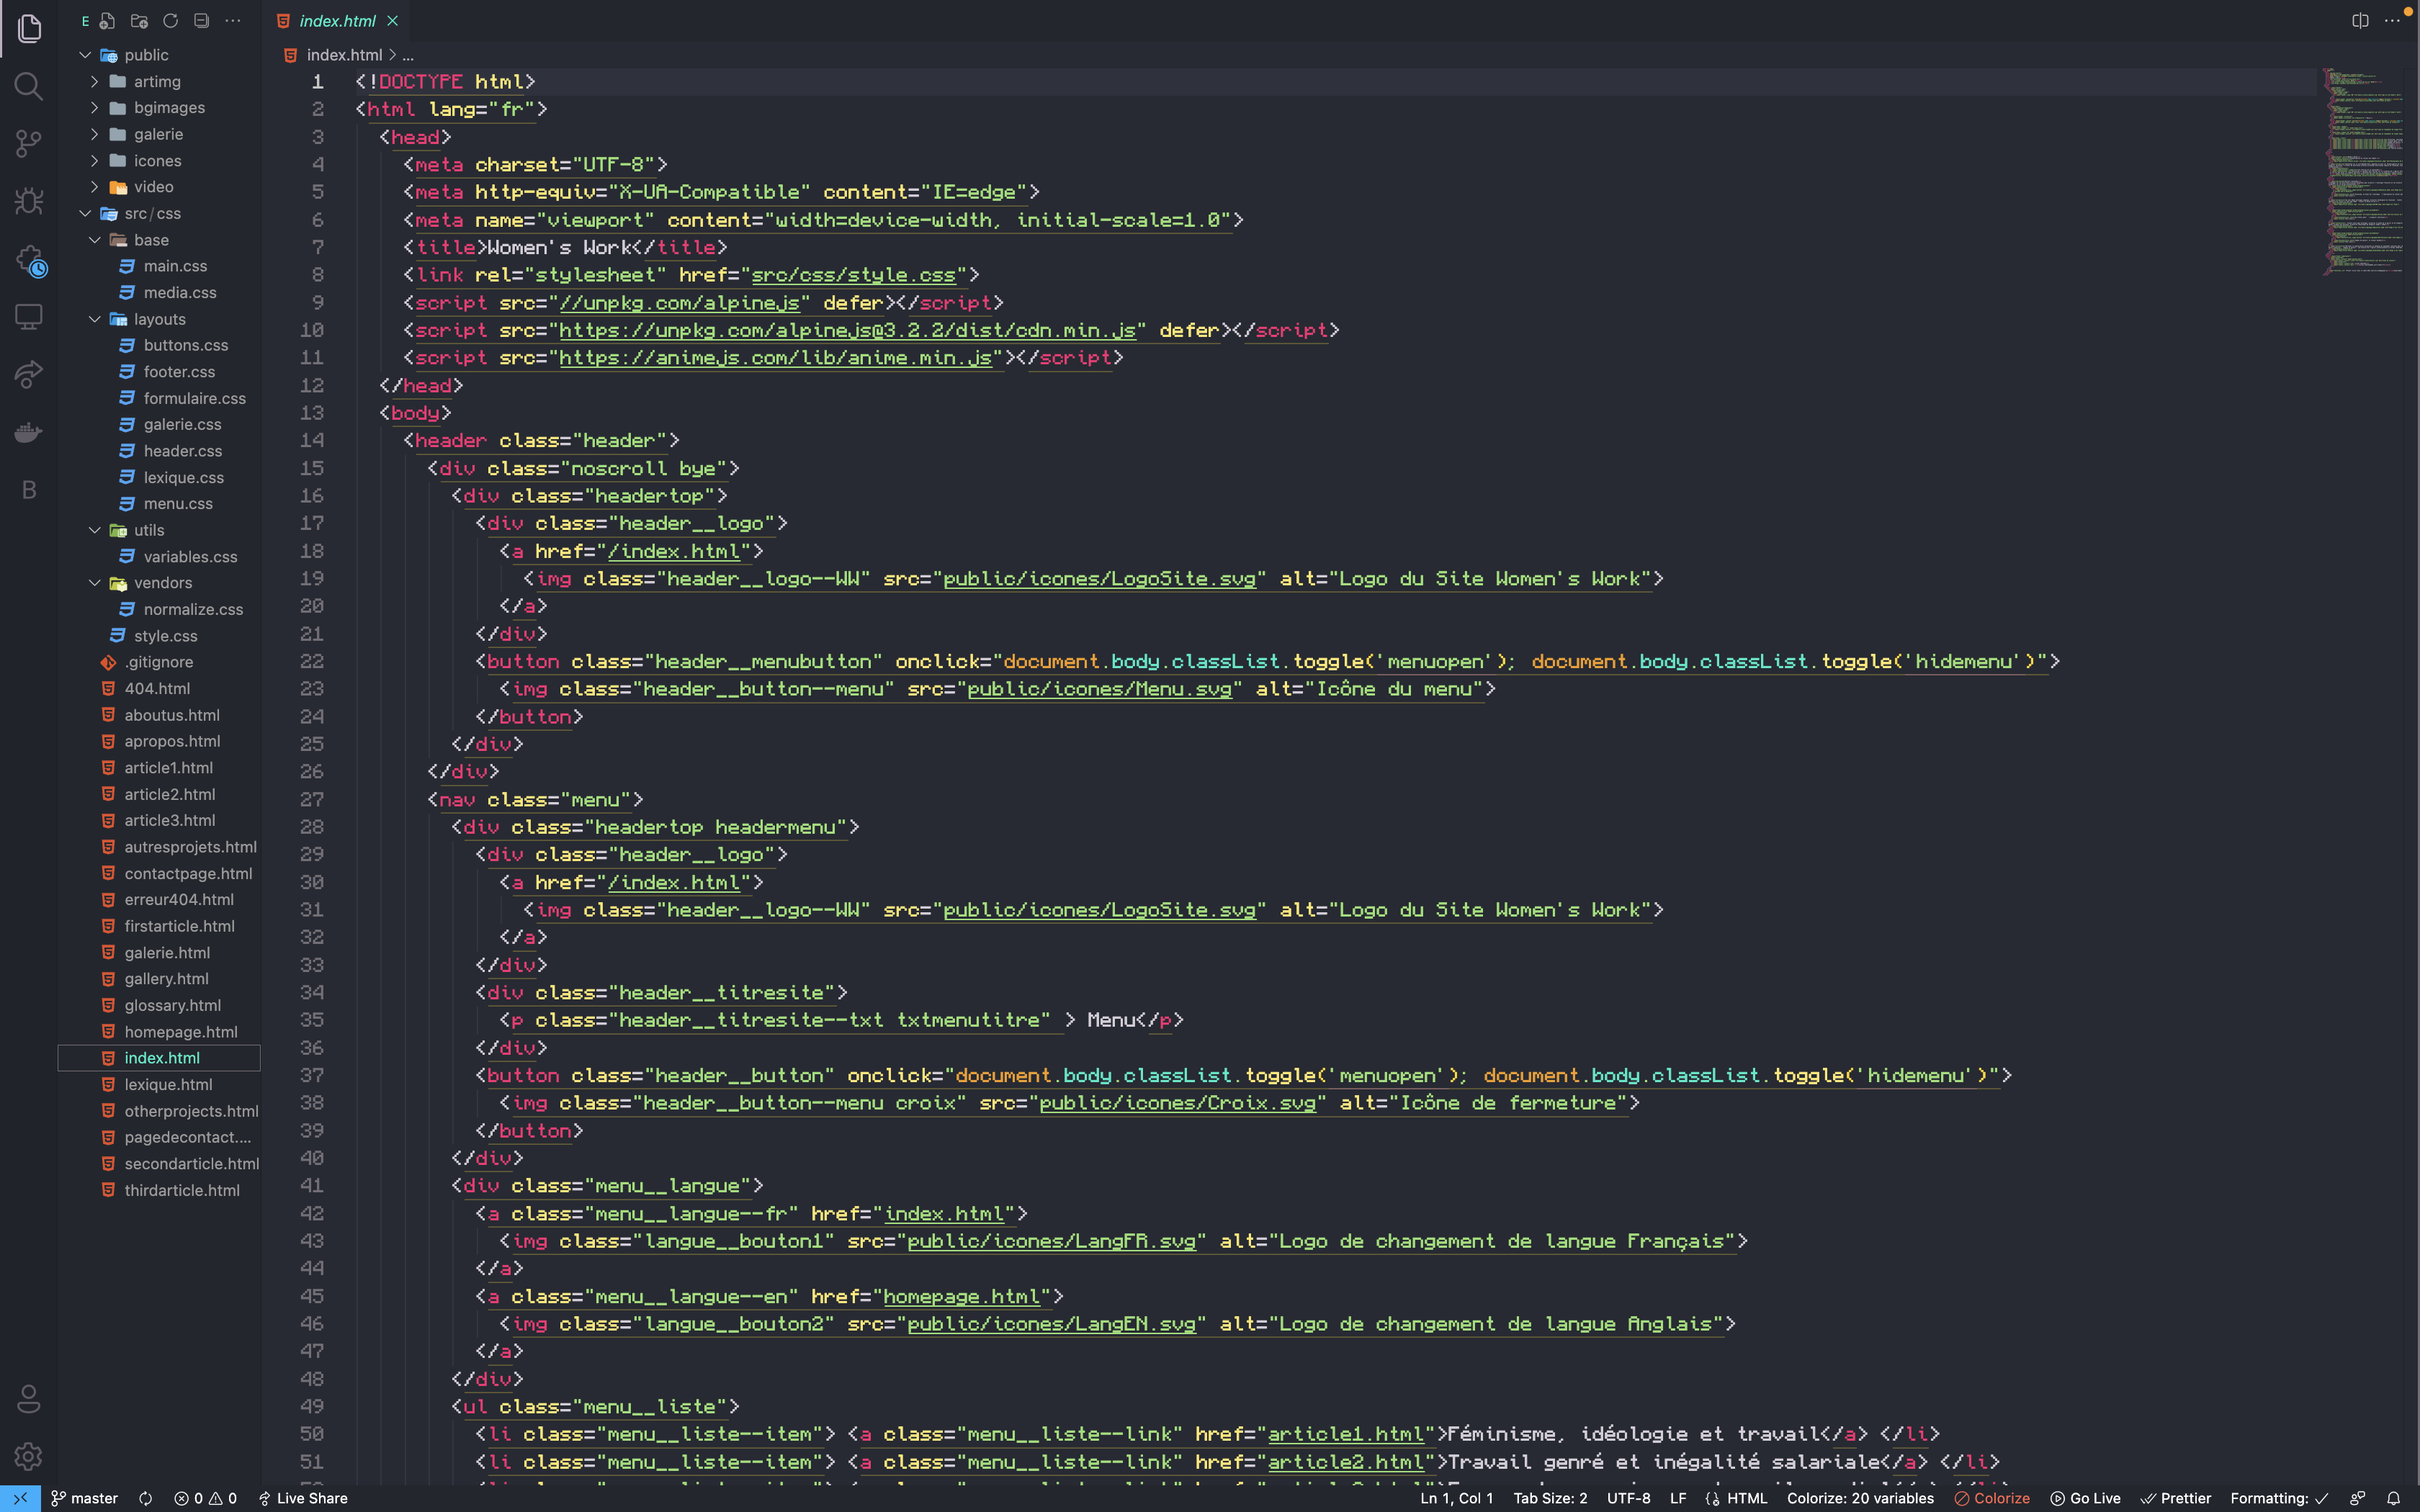 E
index.html
public
artimg
bgimages
galerie
icones
video
src/css
base
main.css
media.css
layouts
buttons.css
footer.css
formulaire.css
galerie.css
header.css
lexique.css
menu.css
utils
variables.css
vendors
normalize.css
style.css
.gitignore
404.html
aboutus.html
apropos.html
article1.html
article2.html
article3.html
autresprojets.html
contactpage.html
erreur404.html
firstarticle.html
galerie.html
gallery.html
glossary.html
homepage.html
index.html
lexique.html
otherprojects.html
pagedecontact....
secondarticle.html
thirdarticle.html
B
index.html > ...
1 <!DOCTYPE html>
2 <html lang="fr">
3 <head>
4 <meta charset="UTF-8">
5 <meta http-equiv="X-UA-Compatible" content="IE=edge">
6 <meta name="viewport" content="width=device-width, initial-scale=1.0">
7 <title>Women's Work</title>
8 <link rel="stylesheet" href="src/css/style.css">
9 <script src="//unpkg.com/alpinejs" defer></script>
10 <script src="https://unpkg.com/alpinejs@3.2.2/dist/cdn.min.js" defer></script>
11 <script src="https://animejs.com/lib/anime.min.js"></script>
12 </head>
13 <body>
14 <header class="header">
15 <div class="noscroll bye">
16 <div class="headertop">
17 <div class="header__logo">
18 <a href="/index.html">
19 <img class="header__logo--WW" src="public/icones/LogoSite.svg" alt="Logo du Site Women's Work">
20 </a>
21 </div>
22 <button class="header__menubutton" onclick="document.body.classList.toggle('menuopen'); document.body.classList.toggle('hidemenu')">
23 <img class="header__button--menu" src="public/icones/Menu.svg" alt="Icône du menu">
24 </button>
25 </div>
26 </div>
27 <nav class="menu">
28 <div class="headertop headermenu">
29 <div class="header__logo">
30 <a href="/index.html">
31 <img class="header__logo--WW" src="public/icones/LogoSite.svg" alt="Logo du Site Women's Work">
32 </a>
33 </div>
34 <div class="header__titresite">
35 <p class="header__titresite--txt txtmenutitre" > Menu</p>
36 </div>
37 <button class="header__button" onclick="document.body.classList.toggle('menuopen'); document.body.classList.toggle('hidemenu')">
38 <img class="header__button--menu croix" src="public/icones/Croix.svg" alt="Icône de fermeture">
39 </button>
40 </div>
41 <div class="menu__langue">
42 <a class="menu__langue--fr" href="index.html">
43 <img class="langue__bouton1" src="public/icones/LangFR.svg" alt="Logo de changement de langue Français">
44 </a>
45 <a class="menu__langue--en" href="homepage.html">
46 <img class="langue__bouton2" src="public/icones/LangEN.svg" alt="Logo de changement de langue Anglais">
47 </a>
48 </div>
49 <ul class="menu__liste">
50 <li class="menu__liste--item"> <a class="menu__liste--link" href="article1.html">Féminisme, idéologie et travail</a> </li>
51 <li class="menu__liste--item"> <a class="menu__liste--link" href="article2.html">Travail genré et inégalité salariale</a> </li>
master 0 0 Live Share Ln 1, Col 1 Tab Size: 2 UTF-8 LF HTML Colorize: 20 variables Colorize Go Live Prettier Formatting: